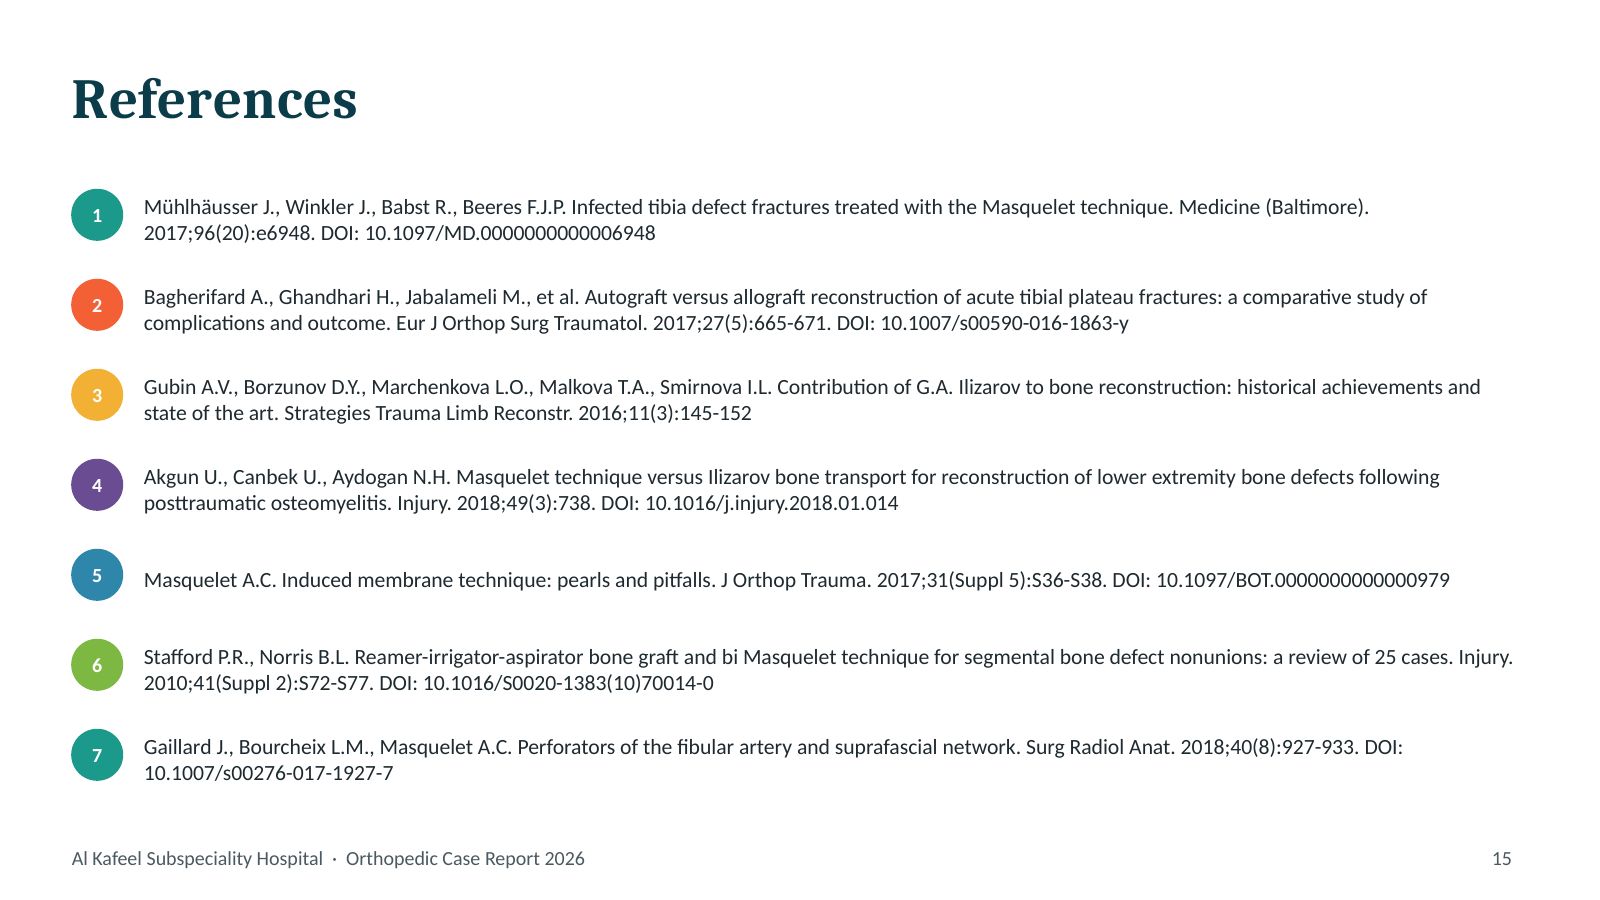 References
1
Mühlhäusser J., Winkler J., Babst R., Beeres F.J.P. Infected tibia defect fractures treated with the Masquelet technique. Medicine (Baltimore).
2017;96(20):e6948. DOI: 10.1097/MD.0000000000006948
2
Bagherifard A., Ghandhari H., Jabalameli M., et al. Autograft versus allograft reconstruction of acute tibial plateau fractures: a comparative study of
complications and outcome. Eur J Orthop Surg Traumatol. 2017;27(5):665-671. DOI: 10.1007/s00590-016-1863-y
3
Gubin A.V., Borzunov D.Y., Marchenkova L.O., Malkova T.A., Smirnova I.L. Contribution of G.A. Ilizarov to bone reconstruction: historical achievements and
state of the art. Strategies Trauma Limb Reconstr. 2016;11(3):145-152
4
Akgun U., Canbek U., Aydogan N.H. Masquelet technique versus Ilizarov bone transport for reconstruction of lower extremity bone defects following
posttraumatic osteomyelitis. Injury. 2018;49(3):738. DOI: 10.1016/j.injury.2018.01.014
5
Masquelet A.C. Induced membrane technique: pearls and pitfalls. J Orthop Trauma. 2017;31(Suppl 5):S36-S38. DOI: 10.1097/BOT.0000000000000979
6
Stafford P.R., Norris B.L. Reamer-irrigator-aspirator bone graft and bi Masquelet technique for segmental bone defect nonunions: a review of 25 cases. Injury.
2010;41(Suppl 2):S72-S77. DOI: 10.1016/S0020-1383(10)70014-0
7
Gaillard J., Bourcheix L.M., Masquelet A.C. Perforators of the fibular artery and suprafascial network. Surg Radiol Anat. 2018;40(8):927-933. DOI:
10.1007/s00276-017-1927-7
Al Kafeel Subspeciality Hospital · Orthopedic Case Report 2026
15